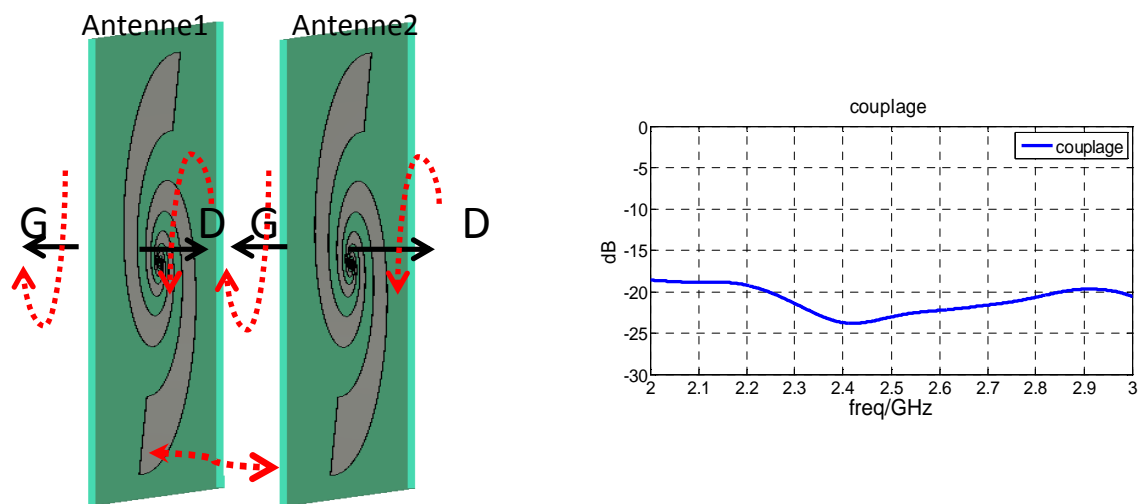 Antenne1 Antenne2
G D G D
couplage
couplage
0
-5
-10
-15
-20
-25
-30
dB
2 2.1 2.2 2.3 2.4 2.5 2.6 2.7 2.8 2.9 3
freq/GHz